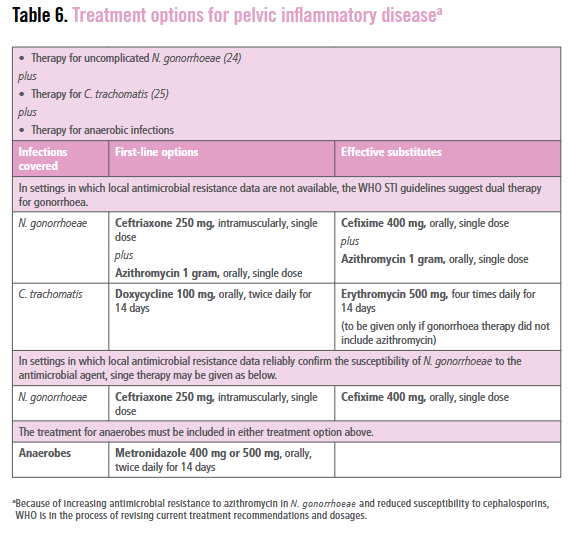 Table 6. Treatment options for pelvic inflammatory diseaseª
• Therapy for uncomplicated N. gonorrhoeae (24)
plus
• Therapy for C. trachomatis (25)
plus
• Therapy for anaerobic infections
Infections
covered
First-line options
Effective substitutes
In settings in which local antimicrobial resistance data are not available, the WHO STI guidelines suggest dual therapy
for gonorrhoea.
N. gonorrhoeae
Ceftriaxone 250 mg, intramuscularly, single
dose
plus
Azithromycin 1 gram, orally, single dose
Cefixime 400 mg, orally, single dose
plus
Azithromycin 1 gram, orally, single dose
C. trachomatis
Doxycycline 100 mg, orally, twice daily for
14 days
Erythromycin 500 mg, four times daily for
14 days
(to be given only if gonorrhoea therapy did not
include azithromycin)
In settings in which local antimicrobial resistance data reliably confirm the susceptibility of N. gonorrhoeae to the
antimicrobial agent, singe therapy may be given as below.
N. gonorrhoeae
Ceftriaxone 250 mg, intramuscularly, single
dose
Cefixime 400 mg, orally, single dose
The treatment for anaerobes must be included in either treatment option above.
Anaerobes
Metronidazole 400 mg or 500 mg, orally,
twice daily for 14 days
ªBecause of increasing antimicrobial resistance to azithromycin in N. gonorrhoeae and reduced susceptibility to cephalosporins,
WHO is in the process of revising current treatment recommendations and dosages.